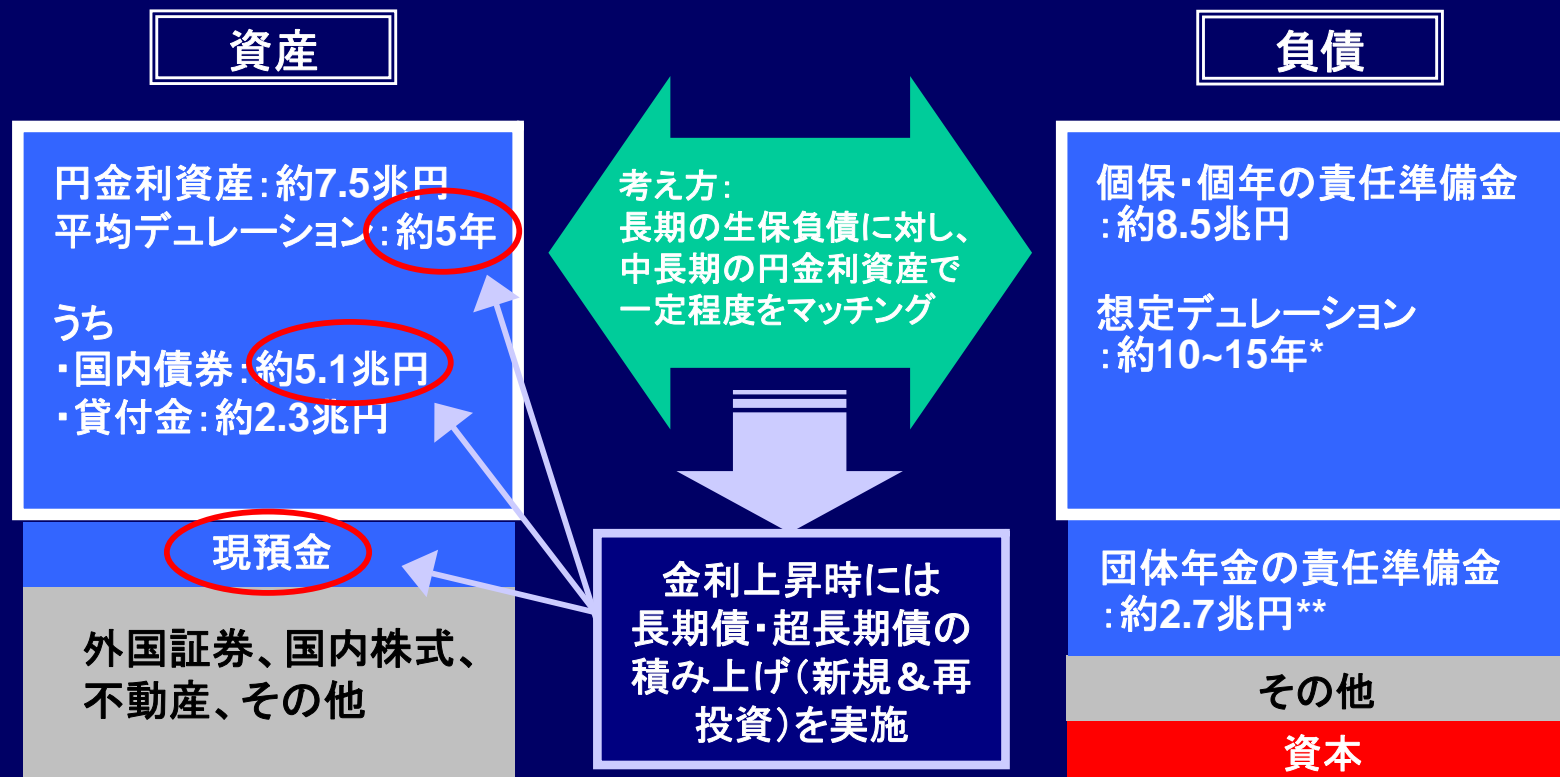 資産
円金利資産：約7.5兆円
平均デュレーション：約5年
うち
・国内債券：約5.1兆円
・貸付金：約2.3兆円
現預金
外国証券、国内株式、
不動産、その他
考え方：
長期の生保負債に対し、
中長期の円金利資産で
一定程度をマッチング
金利上昇時には
長期債・超長期債の
積み上げ（新規＆再
投資）を実施
負債
個保・個年の責任準備金
：約8.5兆円
想定デュレーション
：約10~15年*
団体年金の責任準備金
：約2.7兆円**
その他
資本